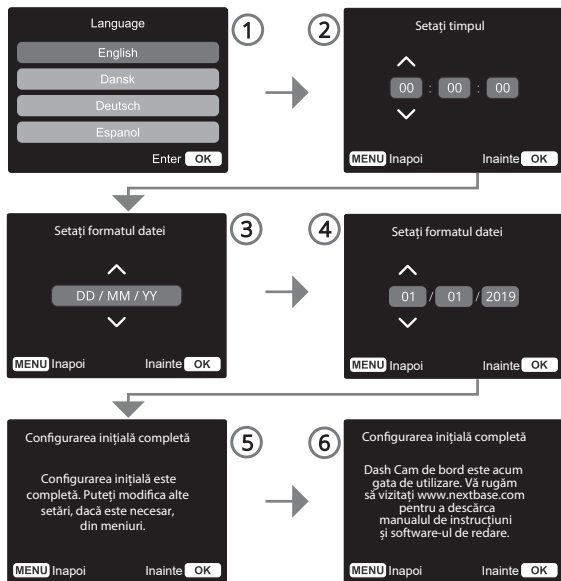 Language
1
English
Dansk
Deutsch
Espanol
Enter OK
2
Setați timpul
00 : 00 : 00
MENU Inapoi Inainte OK
Setați formatul datei
3
DD / MM / YY
MENU Inapoi Inainte OK
4
Setați formatul datei
01 / 01 / 2019
MENU Inapoi Inainte OK
Configurarea inițială completă
5
Configurarea inițială este
completă. Puteți modifica alte
setări, dacă este necesar,
din meniuri.
MENU Inapoi Inainte OK
6
Configurarea inițială completă
Dash Cam de bord este acum
gata de utilizare. Vă rugăm
să vizitați www.nextbase.com
pentru a descărca
manualul de instrucțiuni
și software-ul de redare.
MENU Inapoi Inainte OK